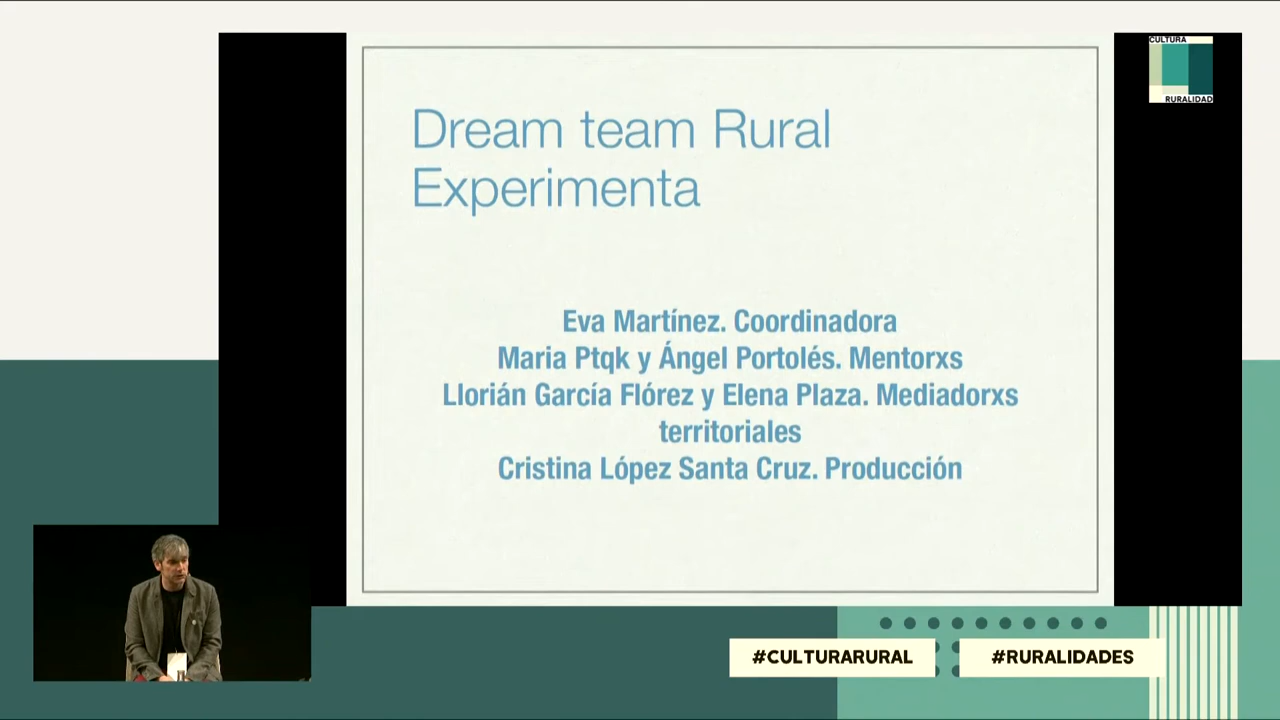 CULTURA
RURALIDAD
Dream team Rural
Experimenta
Eva Martínez. Coordinadora
Maria Ptqk y Ángel Portolés. Mentorxs
Llorián García Flórez y Elena Plaza. Mediadorxs
territoriales
Cristina López Santa Cruz. Producción
#CULTURARURAL
#RURALIDADES